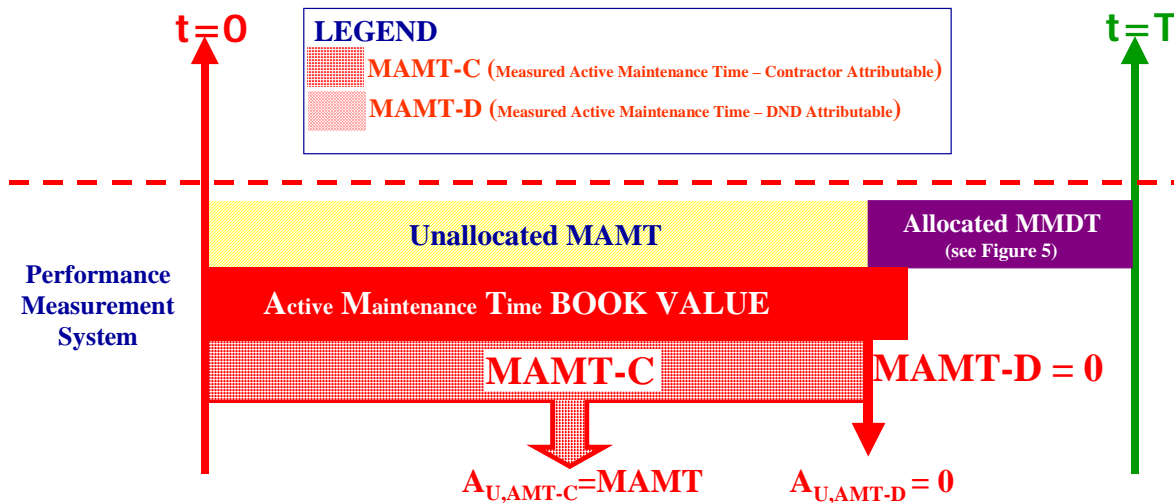 t=0
t=T
LEGEND
MAMT-C (Measured Active Maintenance Time – Contractor Attributable)
MAMT-D (Measured Active Maintenance Time – DND Attributable)
Unallocated MAMT
Allocated MMDT
(see Figure 5)
Performance
Measurement
System
Active Maintenance Time BOOK VALUE
MAMT-C
MAMT-D = 0
A_U,AMT-C=MAMT
A_U,AMT-D = 0